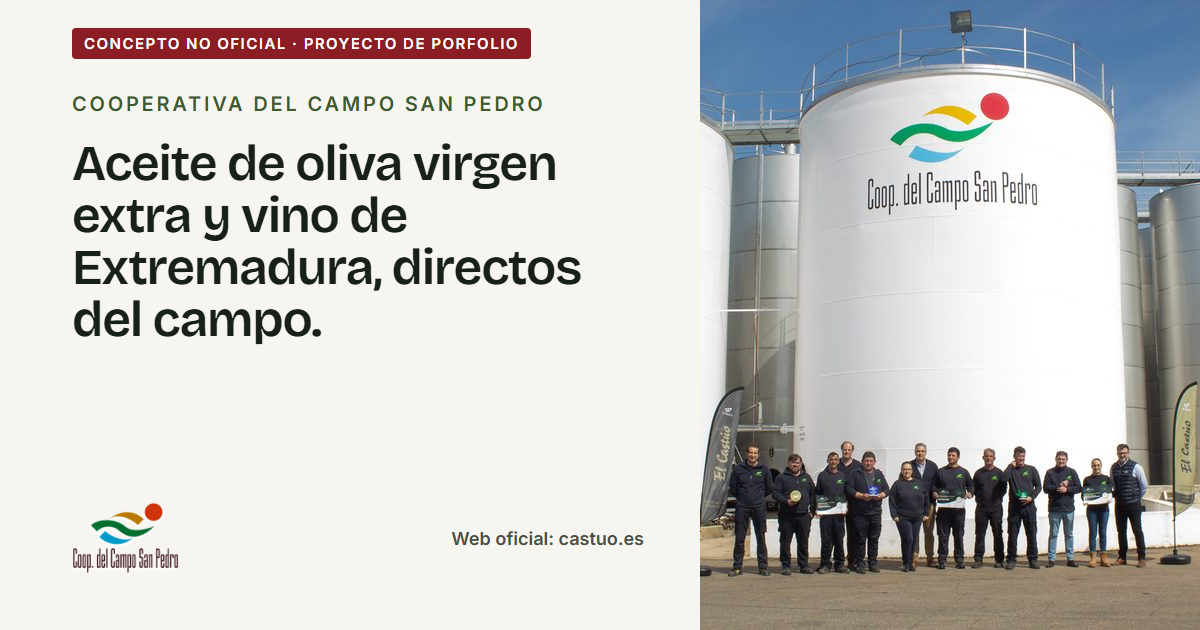 CONCEPTO NO OFICIAL · PROYECTO DE PORFOLIO
COOPERATIVA DEL CAMPO SAN PEDRO
Aceite de oliva virgen
extra y vino de
Extremadura, directos
del campo.
Coop. del Campo San Pedro
Web oficial: castuo.es
Coop. del Campo San Pedro
El Castúo
El Castúo